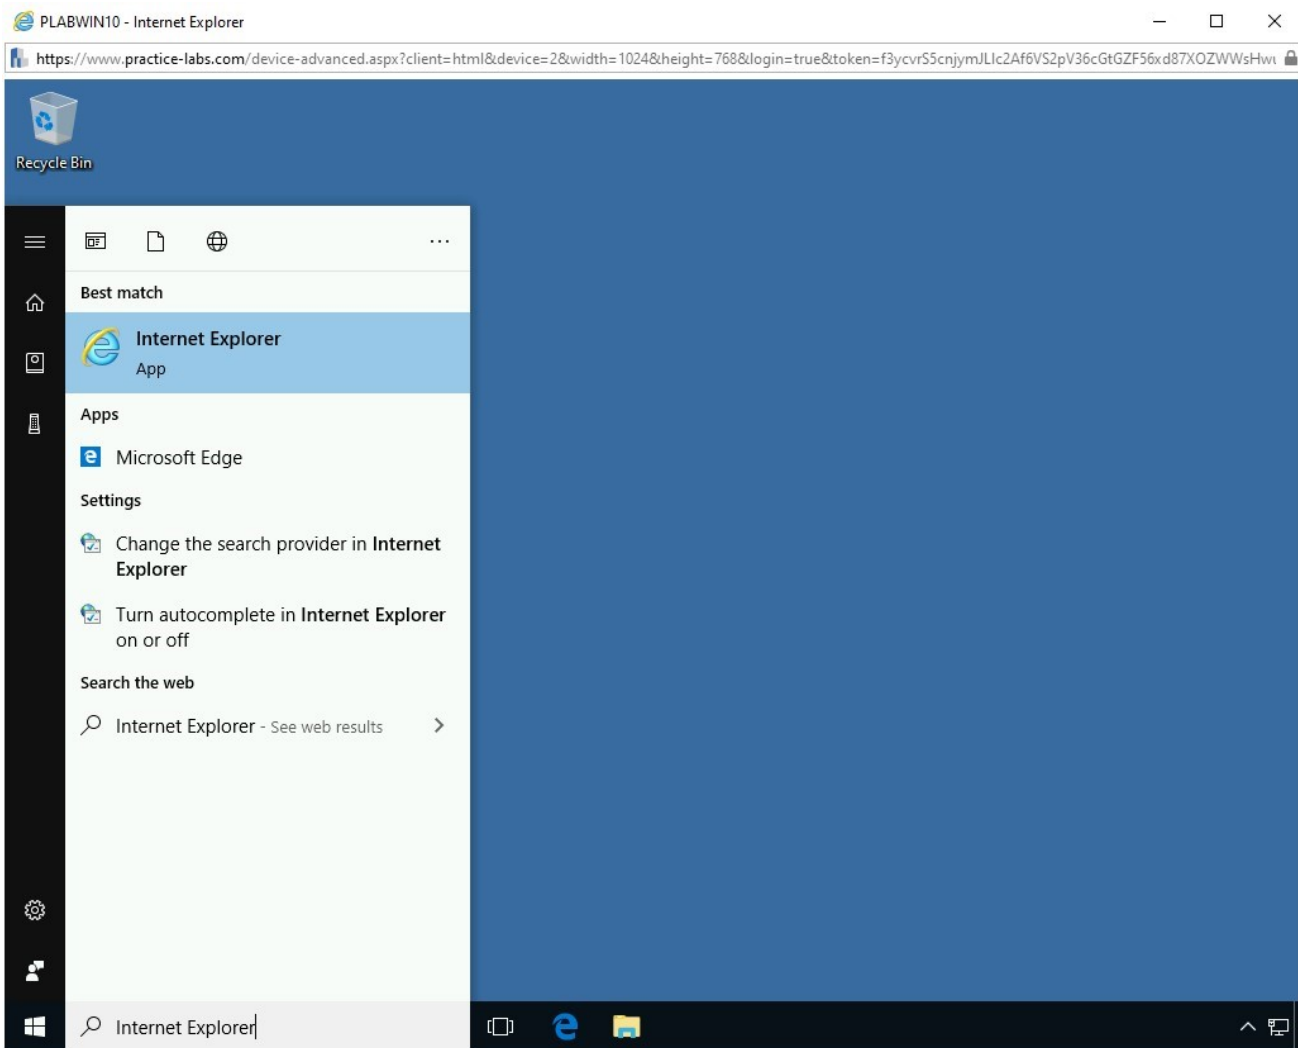 PLABWIN10 - Internet Explorer
https://www.practice-labs.com/device-advanced.aspx?client=html&device=2&width=1024&height=768&login=true&token=f3ycvrS5cnjymJLIc2Af6VS2pV36cGtGZF56xd87XOZWWsHwu
Recycle Bin
Best match
Internet Explorer
App
Apps
Microsoft Edge
Settings
Change the search provider in Internet
Explorer
Turn autocomplete in Internet Explorer
on or off
Search the web
Internet Explorer - See web results
Internet Explorer